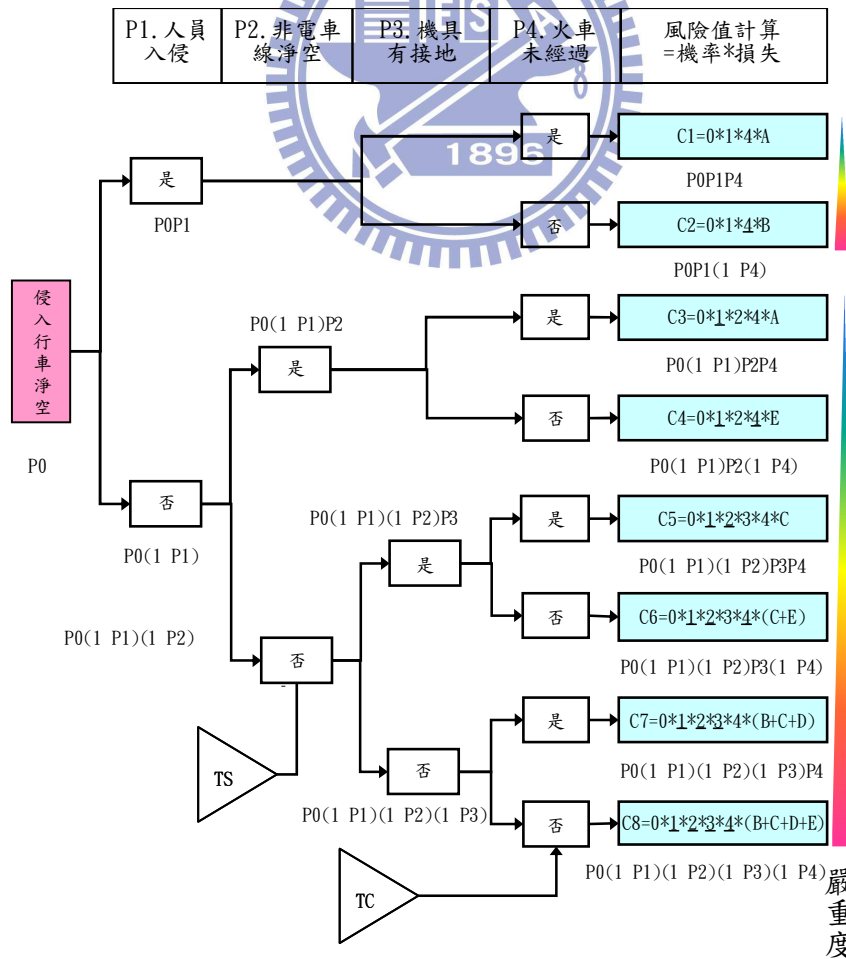 P1.人員
入侵
P2.非電車
線淨空
P3.機具
有接地
P4.火車
未經過
風險值計算
=機率*損失
ESA
1896
是
C1=0*1*4*A
P0P1P4
是
P0P1
否
C2=0*1*4*B
P0P1(1 P4)
侵入行車淨空
P0
P0(1 P1)P2
是
是
C3=0*1*2*4*A
P0(1 P1)P2P4
否
C4=0*1*2*4*E
P0(1 P1)P2(1 P4)
否
P0(1 P1)
P0(1 P1)(1 P2)P3
是
是
C5=0*1*2*3*4*C
P0(1 P1)(1 P2)P3P4
否
C6=0*1*2*3*4*(C+E)
P0(1 P1)(1 P2)P3(1 P4)
P0(1 P1)(1 P2)
否
是
C7=0*1*2*3*4*(B+C+D)
P0(1 P1)(1 P2)(1 P3)P4
否
P0(1 P1)(1 P2)(1 P3)
否
C8=0*1*2*3*4*(B+C+D+E)
P0(1 P1)(1 P2)(1 P3)(1 P4)
TS
TC
嚴重度